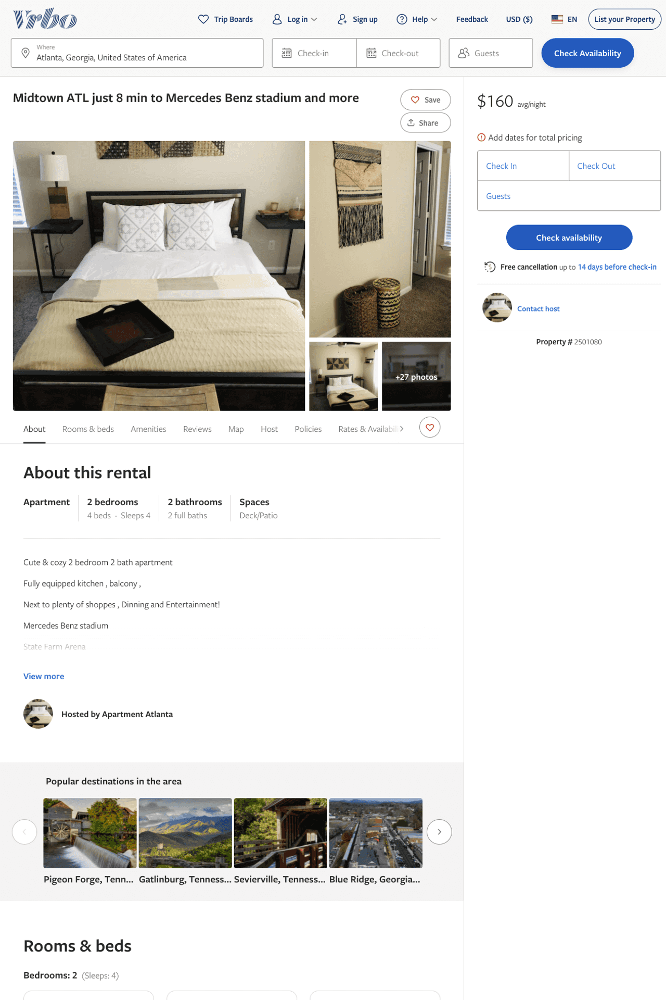 Vrbo
Trip Boards
Log in
Sign up
Help
Feedback
USD ($)
EN
List your Property
Where
Atlanta, Georgia, United States of America
Check-in
Check-out
Guests
Check Availability
Midtown ATL just 8 min to Mercedes Benz stadium and more
Save
Share
$160 avg/night
Add dates for total pricing
Check In
Check Out
Guests
Check availability
Free cancellation up to 14 days before check-in
Contact host
Property # 2501080
+27 photos
About
Rooms & beds
Amenities
Reviews
Map
Host
Policies
Rates & Availabili
About this rental
Apartment
2 bedrooms
4 beds · Sleeps 4
2 bathrooms
2 full baths
Spaces
Deck/Patio
Cute & cozy 2 bedroom 2 bath apartment
Fully equipped kitchen , balcony ,
Next to plenty of shoppes , Dinning and Entertainment!
Mercedes Benz stadium
State Farm Arena
View more
Hosted by Apartment Atlanta
Popular destinations in the area
Pigeon Forge, Tenn...
Gatlinburg, Tenness...
Sevierville, Tenness...
Blue Ridge, Georgia...
Rooms & beds
Bedrooms: 2 (Sleeps: 4)